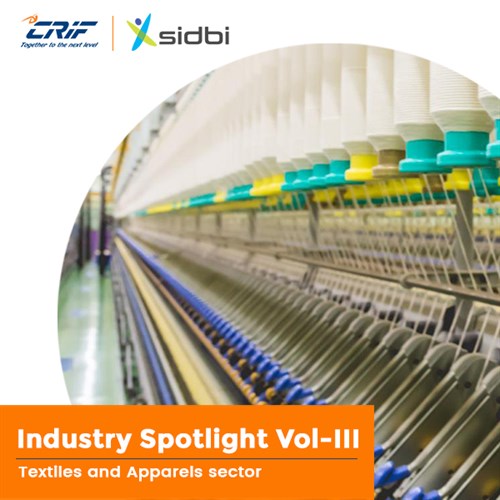 CRIF
Together to the next level
sidbi
Industry Spotlight Vol-III
Textiles and Apparels sector